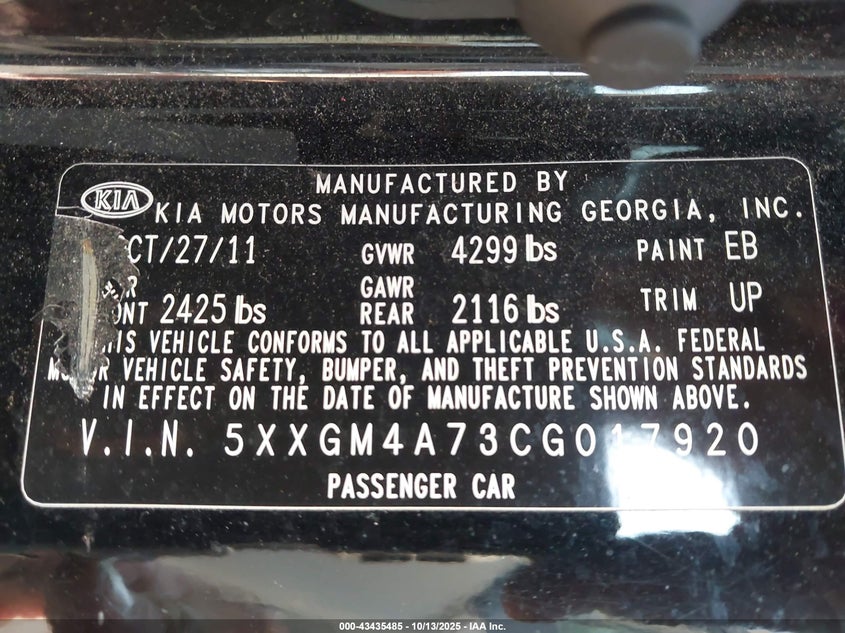 MANUFACTURED BY
KIA KIA MOTORS MANUFACTURING GEORGIA, INC.
CT/27/11 GVWR 4299 lbs PAINT EB
R GAWR
NT 2425 lbs REAR 2116 lbs TRIM UP
IS VEHICLE CONFORMS TO ALL APPLICABLE U.S.A. FEDERAL
VEHICLE SAFETY, BUMPER, AND THEFT PREVENTION STANDARDS
IN EFFECT ON THE DATE OF MANUFACTURE SHOWN ABOVE.
V.I.N. 5XXGM4A73CG017920
PASSENGER CAR
000-43435485 - 10/13/2025 - IAA Inc.